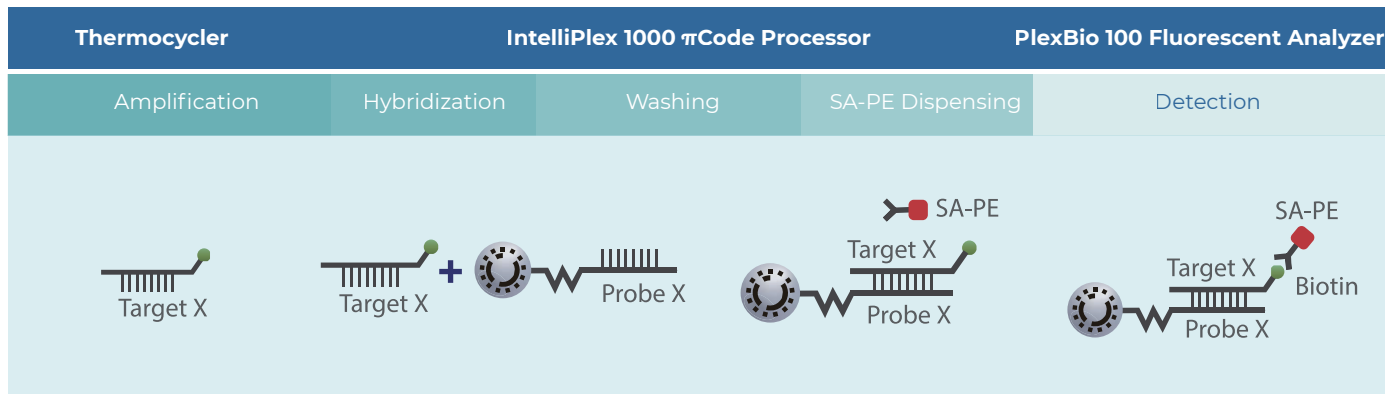 Thermocycler
IntelliPlex 1000 πCode Processor
PlexBio 100 Fluorescent Analyzer
Amplification
Hybridization
Washing
SA-PE Dispensing
Detection
Target X
Target X
Probe X
SA-PE
Target X
Probe X
SA-PE
Target X
Biotin
Probe X